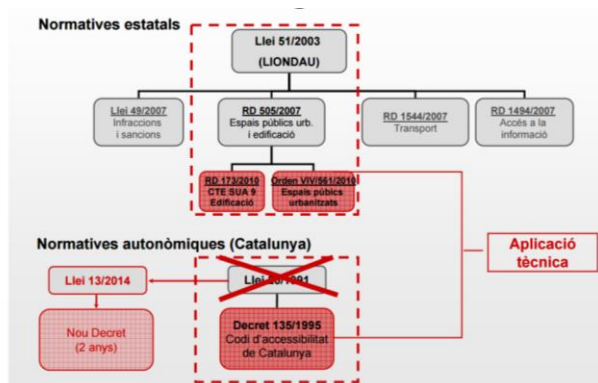 Normatives estatals
Llei 51/2003
(LIONDAU)
Llei 49/2007
Infraccions
i sancions
RD 505/2007
Espais públics urb.
i edificació
RD 1544/2007
Transport
RD 1494/2007
Accés a la
informació
RD 173/2010
CTE SUA 9
Edificació
Orden VIV/561/2010
Espais púbics
urbanitzats
Normatives autonòmiques (Catalunya)
Aplicació
tècnica
Llei 13/2014
Llei /1991
Nou Decret
(2 anys)
Decret 135/1995
Codi d'accessibilitat
de Catalunya